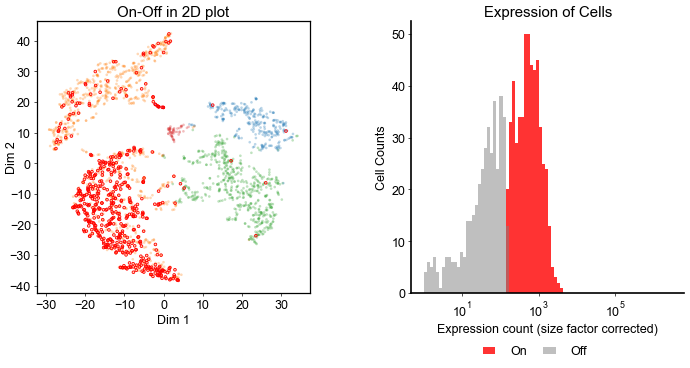 On-Off in 2D plot
Dim 2
40
30
20
10
0
−10
−20
−30
−40
−30 −20 −10 0 10 20 30
Dim 1
Expression of Cells
Cell Counts
50
40
30
20
10
0
10¹ 10³ 10⁵
Expression count (size factor corrected)
On Off